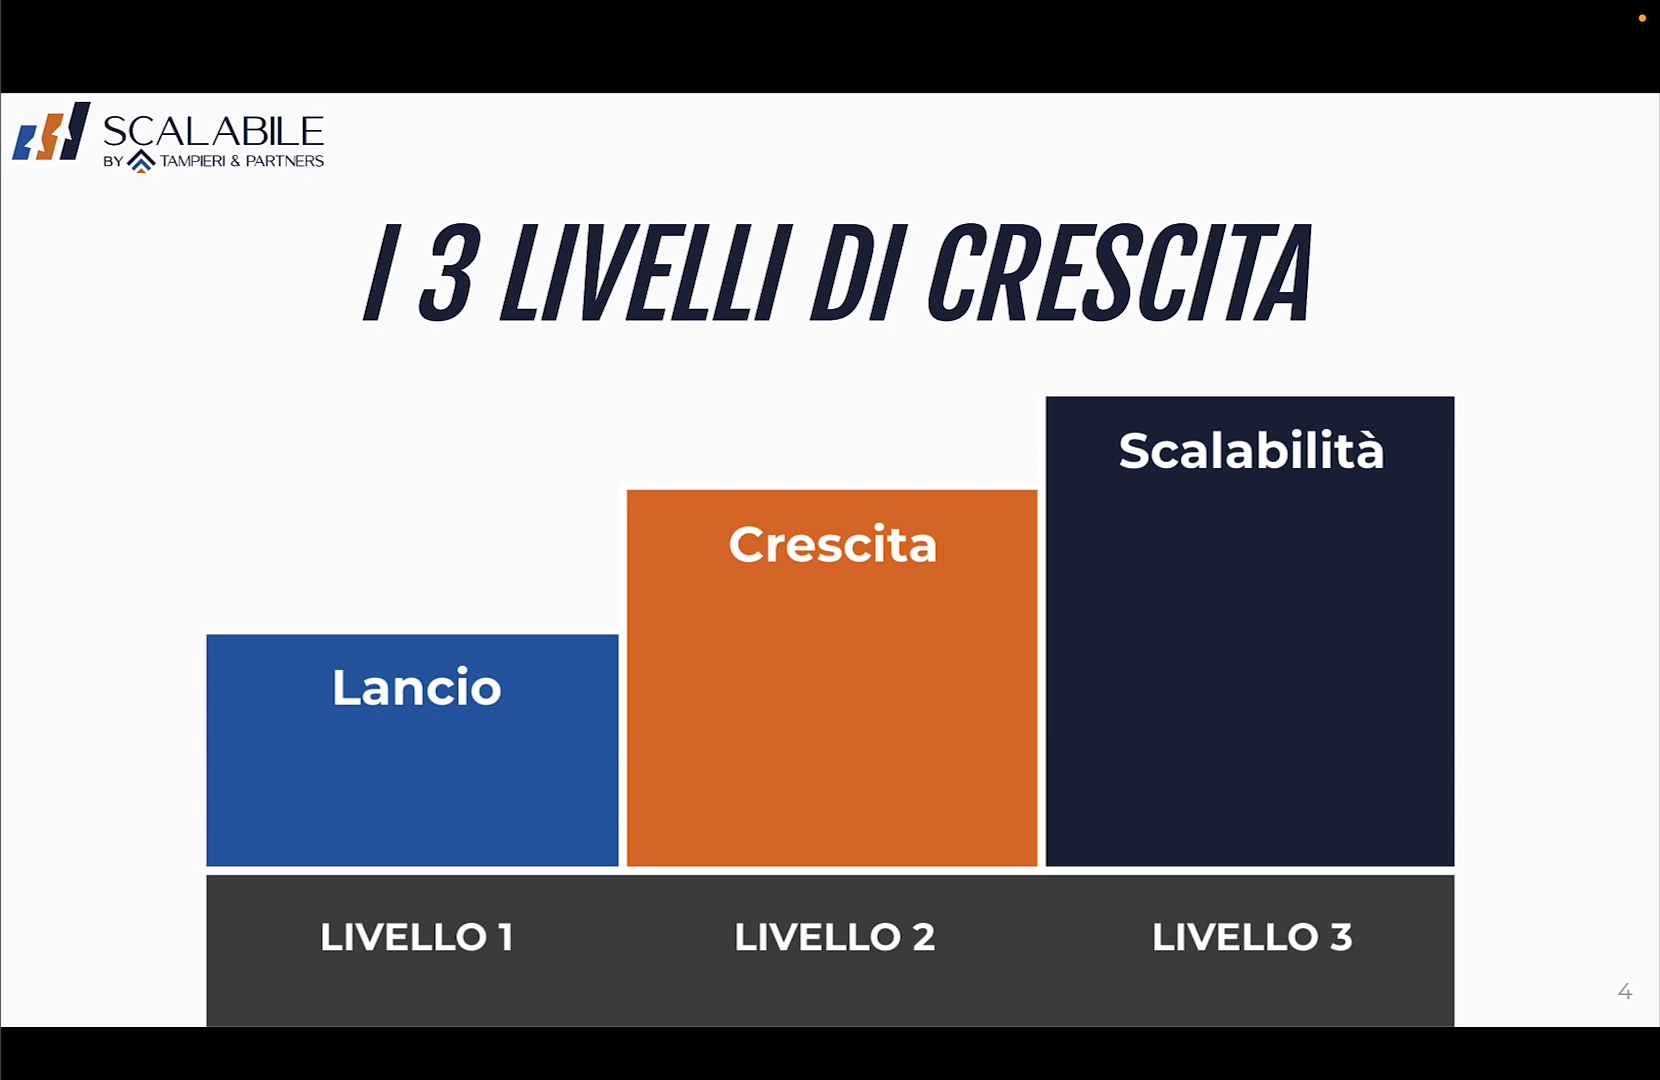 SCALABILE
BY TAMPIERI & PARTNERS
I 3 LIVELLI DI CRESCITA
Lancio
Crescita
Scalabilità
LIVELLO 1
LIVELLO 2
LIVELLO 3
4